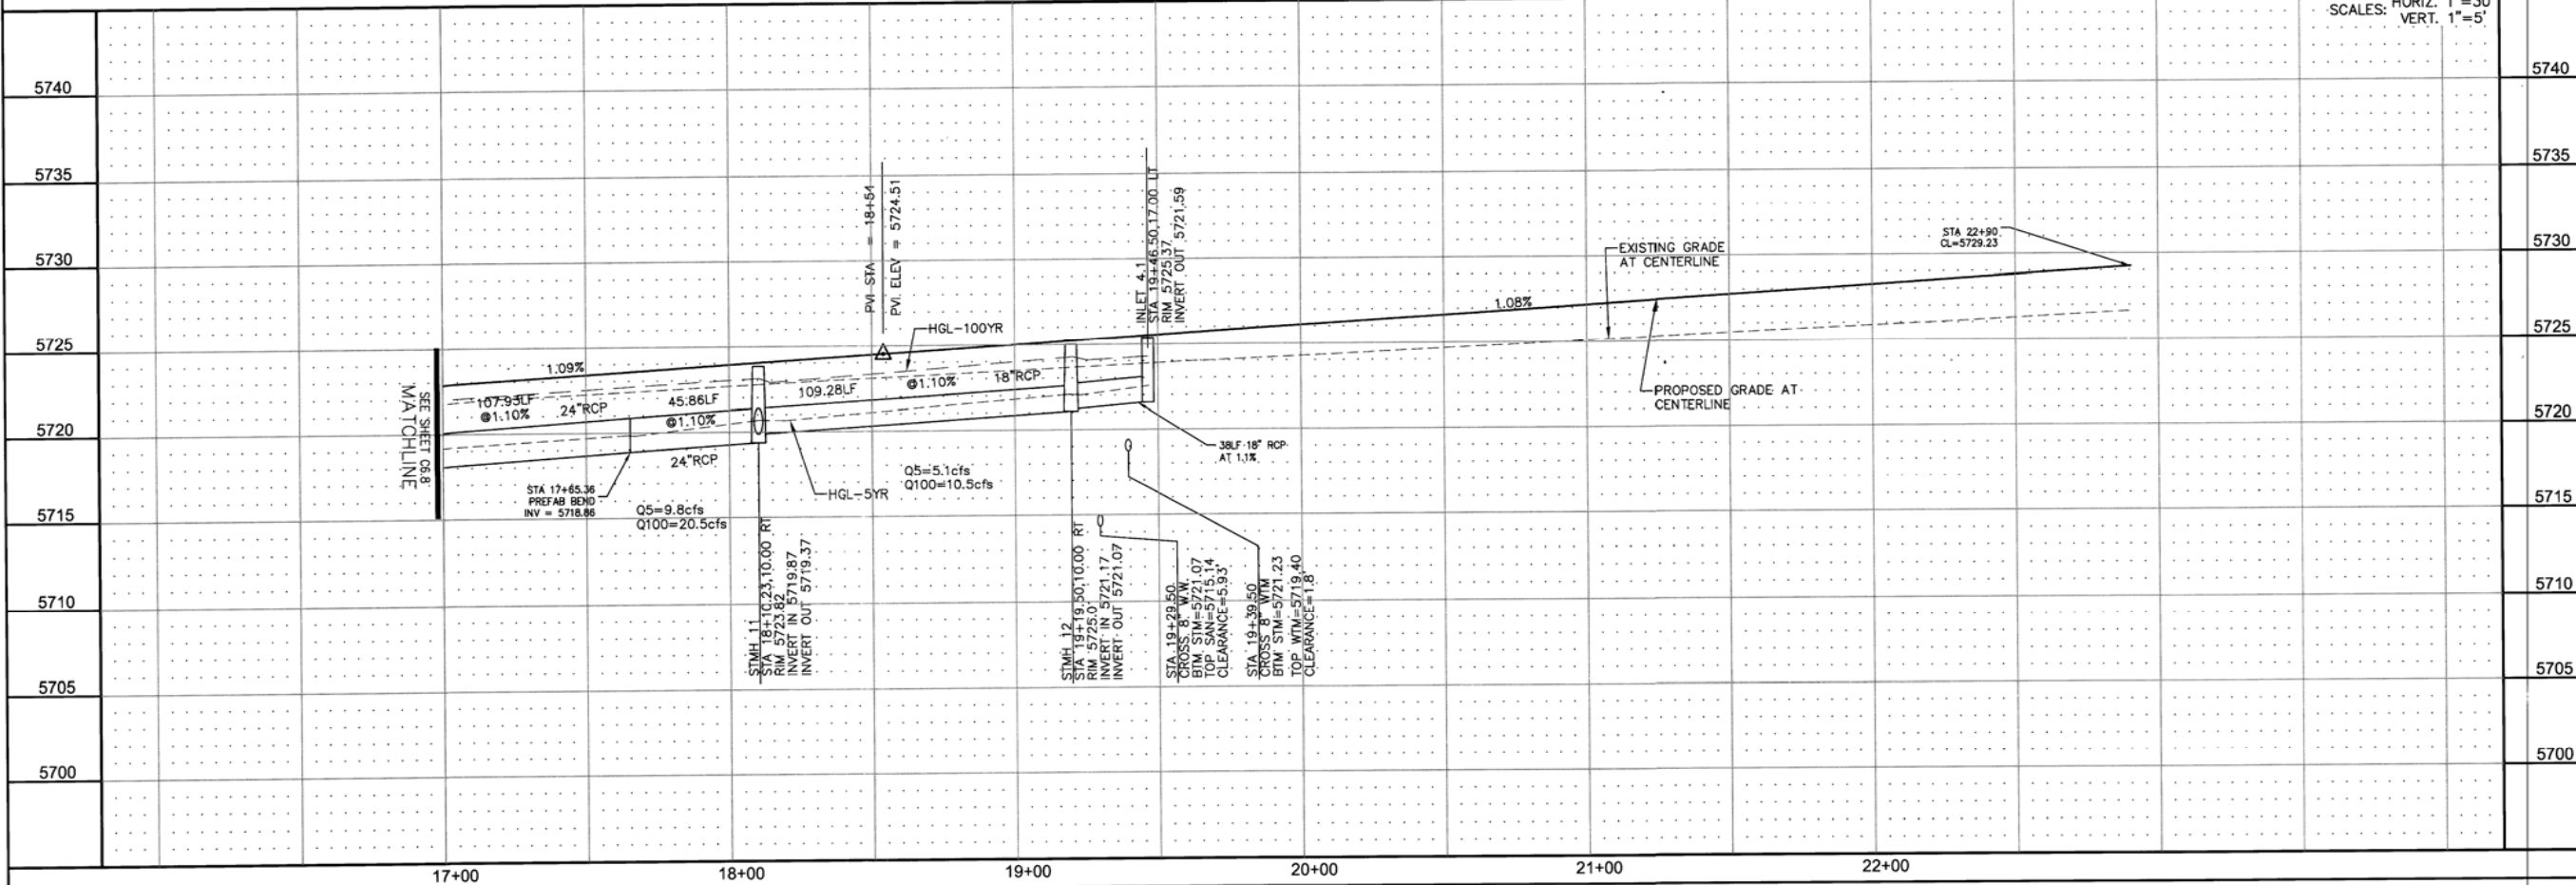 SCALES: HORIZ. 1"=30'
VERT. 1"=5'
5740
5735
5730
5725
5720
5715
5710
5705
5700
5740
5735
5730
5725
5720
5715
5710
5705
5700
SEE SHEET C6.8
MATCHLINE
1.09%
107.95LF
@1.10%
24"RCP
45.86LF
@1.10%
24"RCP
STA 17+65.36
PREFAB BEND
INV = 5718.86
Q5=9.8cfs
Q100=20.5cfs
STMH 11
STA 18+10.23,10.00 RT
RIM 5723.82
INVERT IN 5719.87
INVERT OUT 5719.37
109.28LF
@1.10%
18"RCP
HGL-5YR
HGL-100YR
PVI STA = 18+54
PVI ELEV = 5724.51
Q5=5.1cfs
Q100=10.5cfs
STMH 12
STA 19+19.50,10.00 RT
RIM 5725.0
INVERT IN 5721.17
INVERT OUT 5721.07
INLET 4.1
STA 19+46.50,17.00 LT
RIM 5725.37
INVERT OUT 5721.59
38LF 18" RCP
AT 1.1%
STA 19+29.50
CROSS 8" W.W.
BTM STM=5721.07
TOP SAN=5715.14
CLEARANCE=5.93'
STA 19+39.50
CROSS 8" WTM
BTM STM=5721.23
TOP WTM=5719.40
CLEARANCE=1.8'
1.08%
EXISTING GRADE
AT CENTERLINE
PROPOSED GRADE AT
CENTERLINE
STA 22+90
CL=5729.23
17+00
18+00
19+00
20+00
21+00
22+00